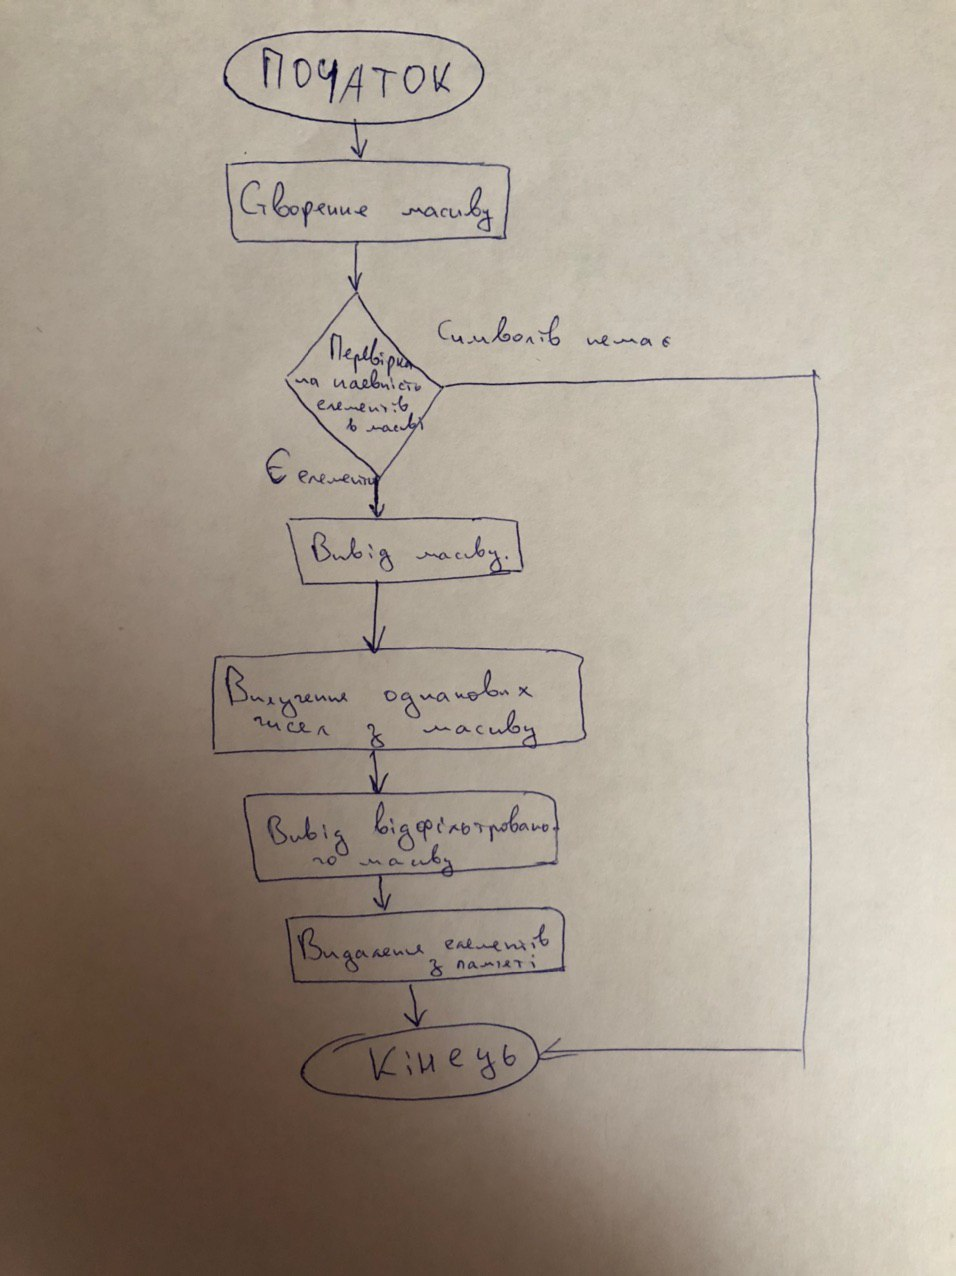 ПОЧАТОК
Створення масиву
Символів немає
Перевірка
на наявність
елементів
в масиві
Є елементи
Вивід масиву.
Вилучення однакових
чисел з масиву
Вивід відфільтровано-
го масиву
Видалення елементів
з памʼяті
Кінець